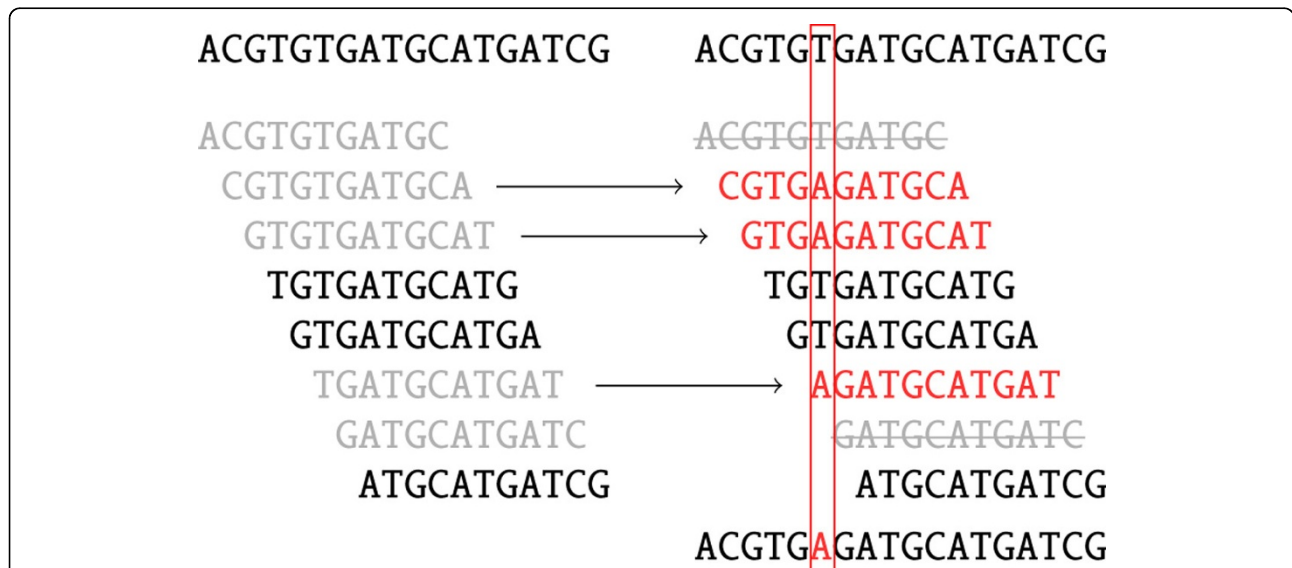 ACGTGTGATGCATGATCG ACGTGTGATGCATGATCG
ACGTGTGATGC ACGTGTGATGC
CGTGTGATGCA CGTGAGATGCA
GTGTGATGCAT GTGAGATGCAT
TGTGATGCATG TGTGATGCATG
GTGATGCATGA GTGATGCATGA
TGATGCATGAT AGATGCATGAT
GATGCATGATC GATGCATGATC
ATGCATGATCG ATGCATGATCG
ACGTGAGATGCATGATCG